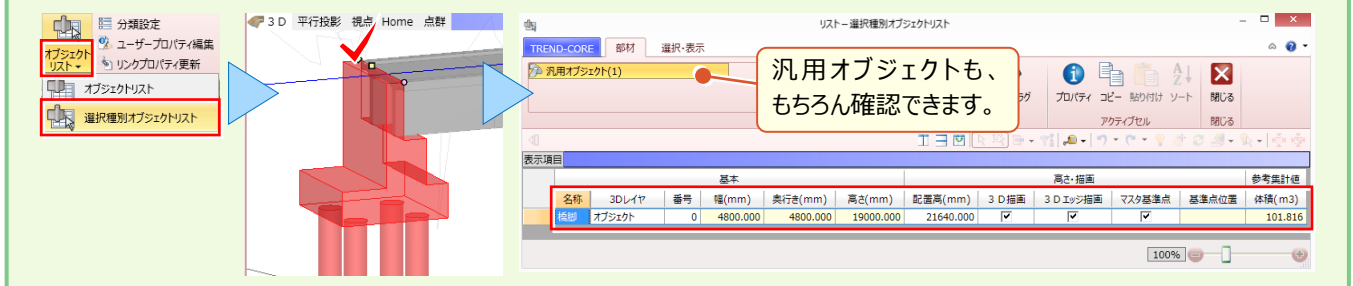 分類設定
ユーザープロパティ編集
オブジェクト
リスト
リンクプロパティ更新
オブジェクトリスト
選択種別オブジェクトリスト
3D 平行投影 視点 Home 点群
リスト－選択種別オブジェクトリスト
TREND-CORE 部材 選択・表示
汎用オブジェクト(1)
汎用オブジェクトも、
もちろん確認できます。
プロパティ コピー 貼り付け ソート 閉じる
アクティブセル 閉じる
表示項目
基本 高さ・描画 参考集計値
名称 3Dレイヤ 番号 幅(mm) 奥行き(mm) 高さ(mm) 配置高(mm) 3D描画 3Dエッジ描画 マスタ基準点 基準点位置 体積(m3)
橋脚 オブジェクト 0 4800.000 4800.000 19000.000 21640.000 101.816
100%